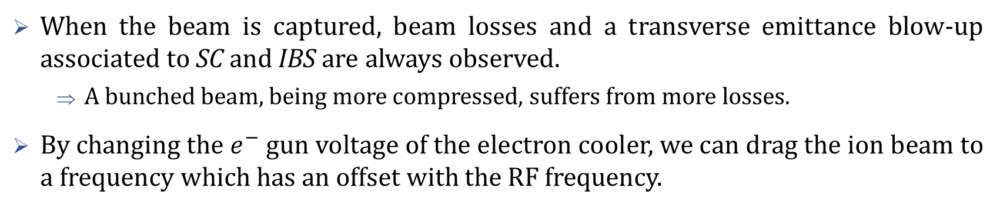 ➢ When the beam is captured, beam losses and a transverse emittance blow-up
associated to SC and IBS are always observed.
⇒ A bunched beam, being more compressed, suffers from more losses.
➢ By changing the e⁻ gun voltage of the electron cooler, we can drag the ion beam to
a frequency which has an offset with the RF frequency.